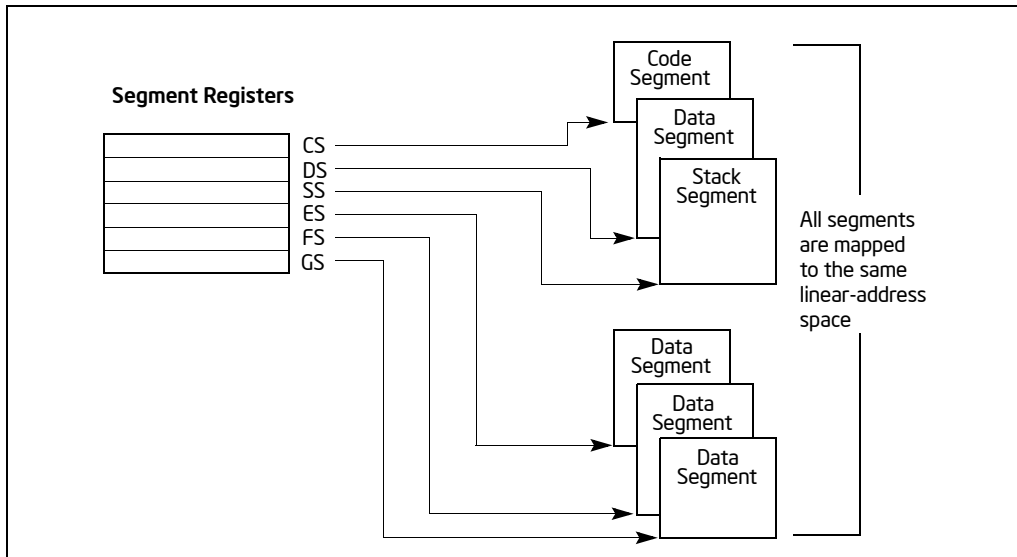 Segment Registers
CS
DS
SS
ES
FS
GS
Code
Segment
Data
Segment
Stack
Segment
Data
Segment
Data
Segment
Data
Segment
All segments
are mapped
to the same
linear-address
space